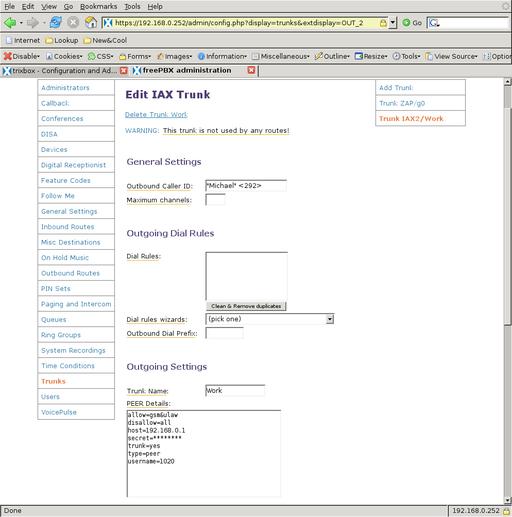 File Edit View Go Bookmarks Tools Help
https://192.168.0.252/admin/config.php?display=trunks&extdisplay=OUT_2
Go
Internet Lookup New&Cool
Disable Cookies CSS Forms Images Information Miscellaneous Outline Resize Tools View Source Option
trixbox - Configuration and Ad...
freePBX administration
Administrators
Callback
Conferences
DISA
Devices
Digital Receptionist
Feature Codes
Follow Me
General Settings
Inbound Routes
Misc Destinations
On Hold Music
Outbound Routes
PIN Sets
Paging and Intercom
Queues
Ring Groups
System Recordings
Time Conditions
Trunks
Users
VoicePulse
Edit IAX Trunk
Delete Trunk Work
WARNING: This trunk is not used by any routes!
General Settings
Outbound Caller ID: "Michael" <292>
Maximum channels:
Outgoing Dial Rules
Dial Rules:
Clean & Remove duplicates
Dial rules wizards: (pick one)
Outbound Dial Prefix:
Outgoing Settings
Trunk Name: Work
PEER Details:
allow=gsm&ulaw
disallow=all
host=192.168.0.1
secret=********
trunk=yes
type=peer
username=1020
Add Trunk
Trunk ZAP/g0
Trunk IAX2/Work
Done
192.168.0.252